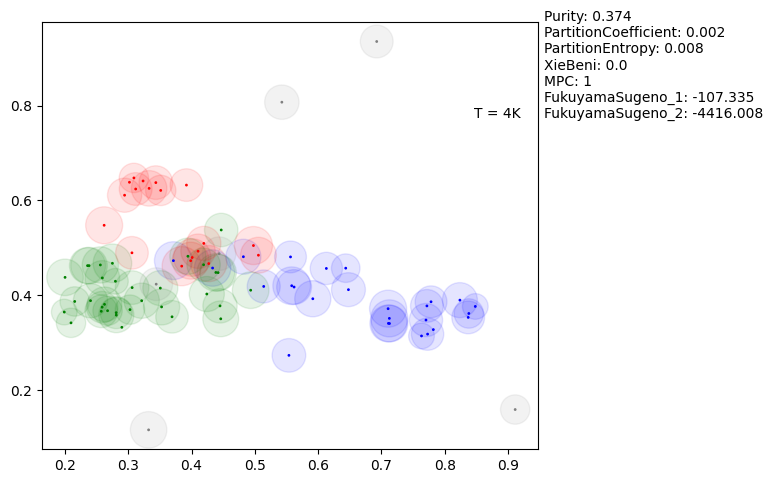 Purity: 0.374
PartitionCoefficient: 0.002
PartitionEntropy: 0.008
XieBeni: 0.0
MPC: 1
FukuyamaSugeno_1: -107.335
FukuyamaSugeno_2: -4416.008
T = 4K
0.8
0.6
0.4
0.2
0.2 0.3 0.4 0.5 0.6 0.7 0.8 0.9